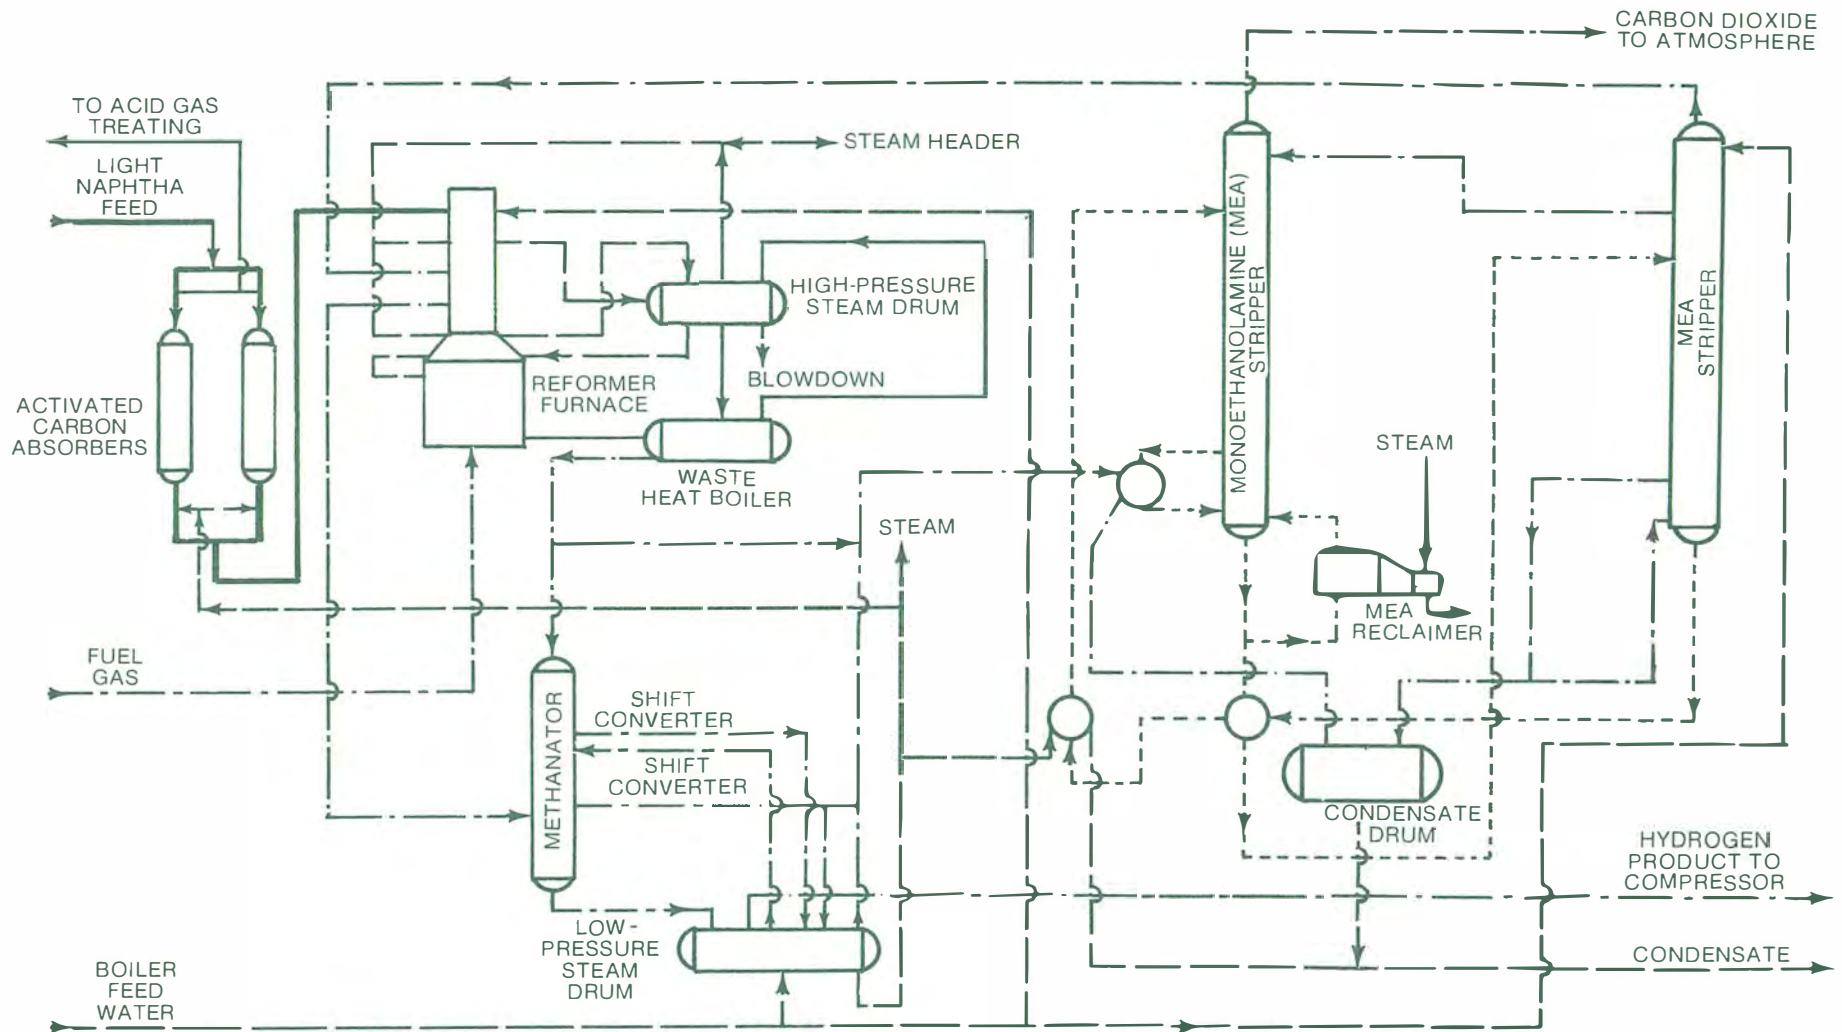 CARBON DIOXIDE
TO ATMOSPHERE
TO ACID GAS
TREATING
STEAM HEADER
LIGHT
NAPHTHA
FEED
MONOETHANOLAMINE (MEA)
STRIPPER
MEA
STRIPPER
HIGH-PRESSURE
STEAM DRUM
BLOWDOWN
REFORMER
FURNACE
ACTIVATED
CARBON
ABSORBERS
WASTE
HEAT BOILER
STEAM
STEAM
MEA
RECLAIMER
FUEL
GAS
METHANATOR
SHIFT
CONVERTER
SHIFT
CONVERTER
CONDENSATE
DRUM
HYDROGEN
PRODUCT TO
COMPRESSOR
LOW-
PRESSURE
STEAM
DRUM
CONDENSATE
BOILER
FEED
WATER